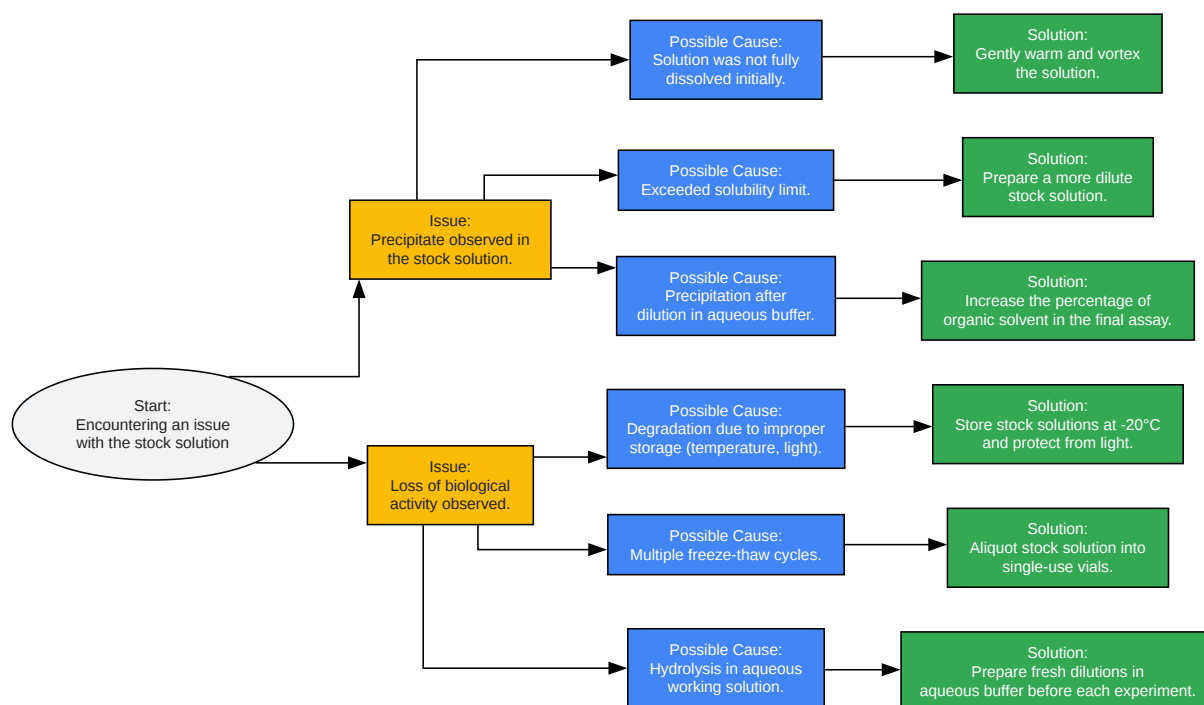 Start:
Encountering an issue
with the stock solution
Issue:
Precipitate observed in
the stock solution.
Possible Cause:
Solution was not fully
dissolved initially.
Solution:
Gently warm and vortex
the solution.
Possible Cause:
Exceeded solubility limit.
Solution:
Prepare a more dilute
stock solution.
Possible Cause:
Precipitation after
dilution in aqueous buffer.
Solution:
Increase the percentage of
organic solvent in the final assay.
Issue:
Loss of biological
activity observed.
Possible Cause:
Degradation due to improper
storage (temperature, light).
Solution:
Store stock solutions at -20°C
and protect from light.
Possible Cause:
Multiple freeze-thaw cycles.
Solution:
Aliquot stock solution into
single-use vials.
Possible Cause:
Hydrolysis in aqueous
working solution.
Solution:
Prepare fresh dilutions in
aqueous buffer before each experiment.